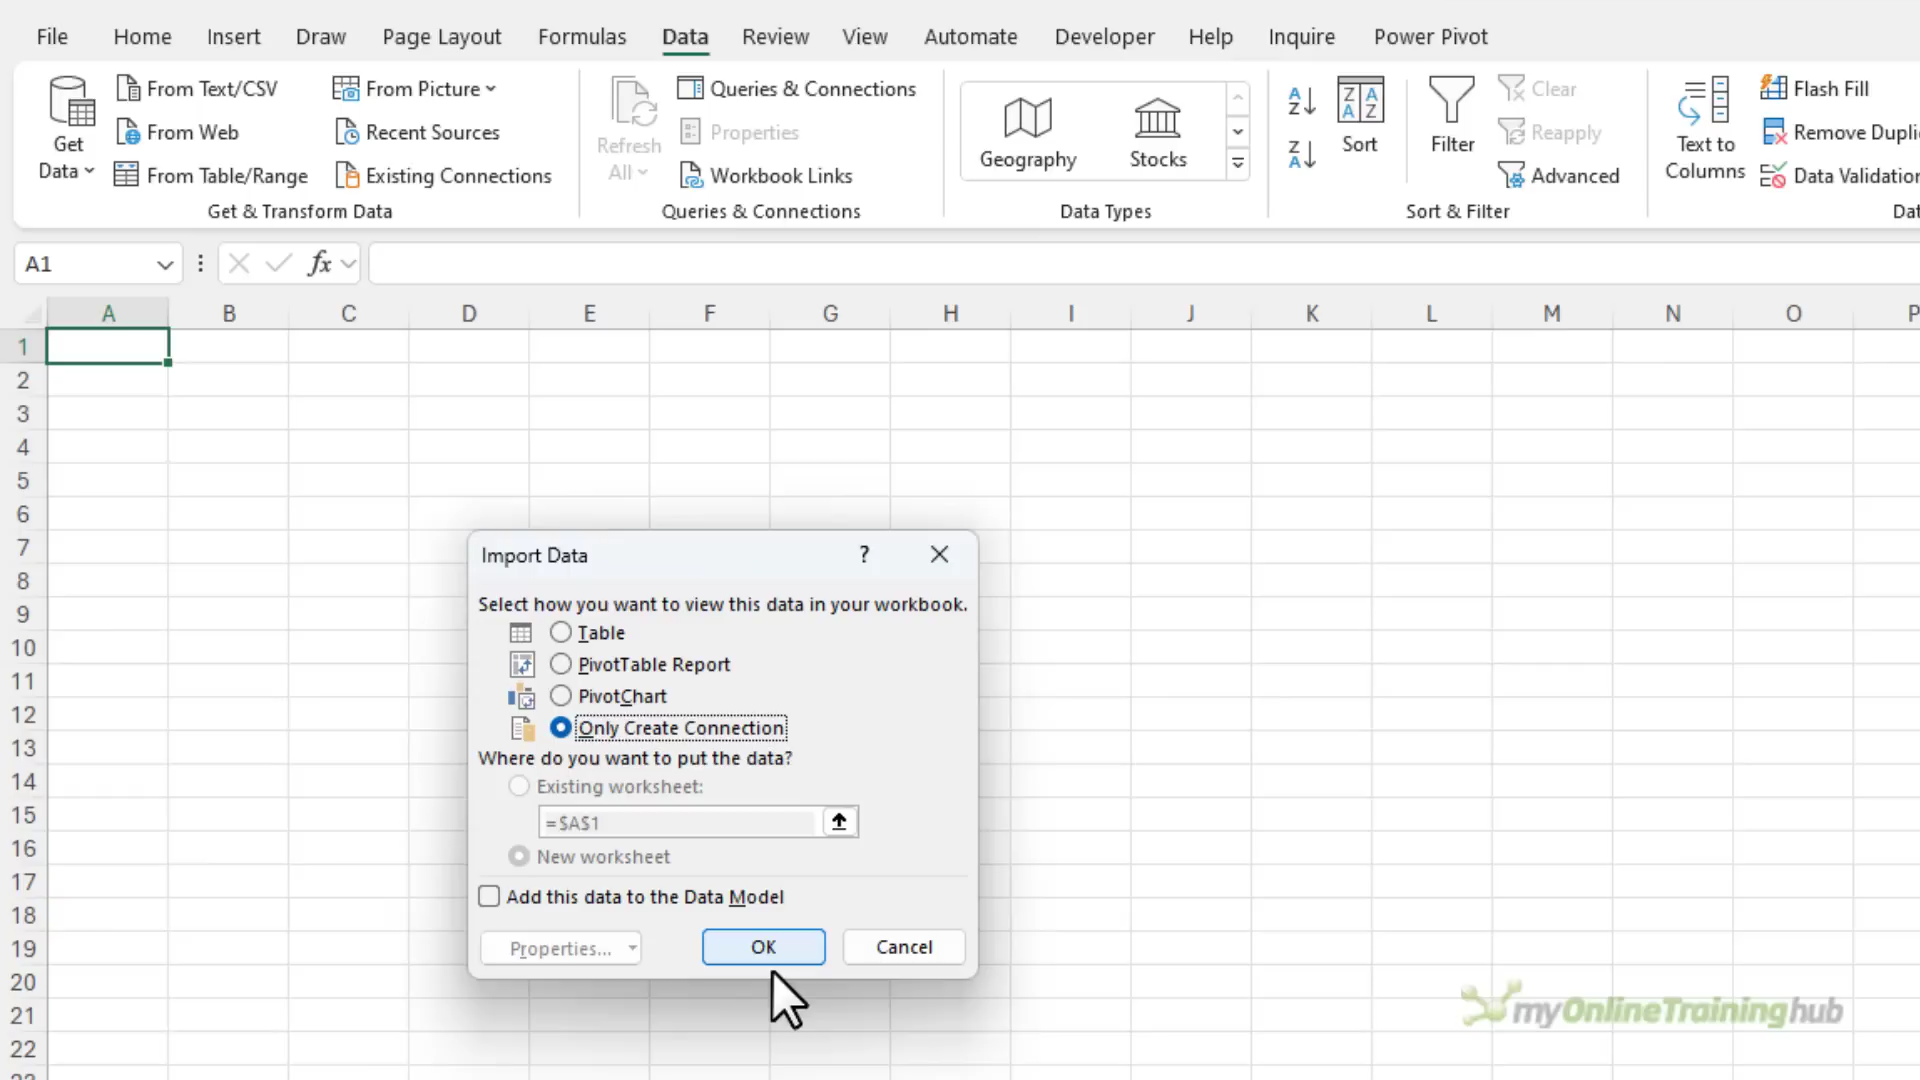 File Home Insert Draw Page Layout Formulas Data Review View Automate Developer Help Inquire Power Pivot
Get Data
From Text/CSV
From Web
From Table/Range
From Picture
Recent Sources
Existing Connections
Get & Transform Data
Refresh All
Queries & Connections
Properties
Workbook Links
Queries & Connections
Geography
Stocks
Data Types
Sort
Filter
Clear
Reapply
Advanced
Sort & Filter
Text to Columns
Flash Fill
Remove Dupli
Data Validation
Dat
A1
fx
A B C D E F G H I J K L M N O P
1
2
3
4
5
6
7
8
9
10
11
12
13
14
15
16
17
18
19
20
21
22
Import Data ?
Select how you want to view this data in your workbook.
Table
PivotTable Report
PivotChart
Only Create Connection
Where do you want to put the data?
Existing worksheet:
=$A$1
New worksheet
Add this data to the Data Model
Properties... OK Cancel
myOnlineTraininghub